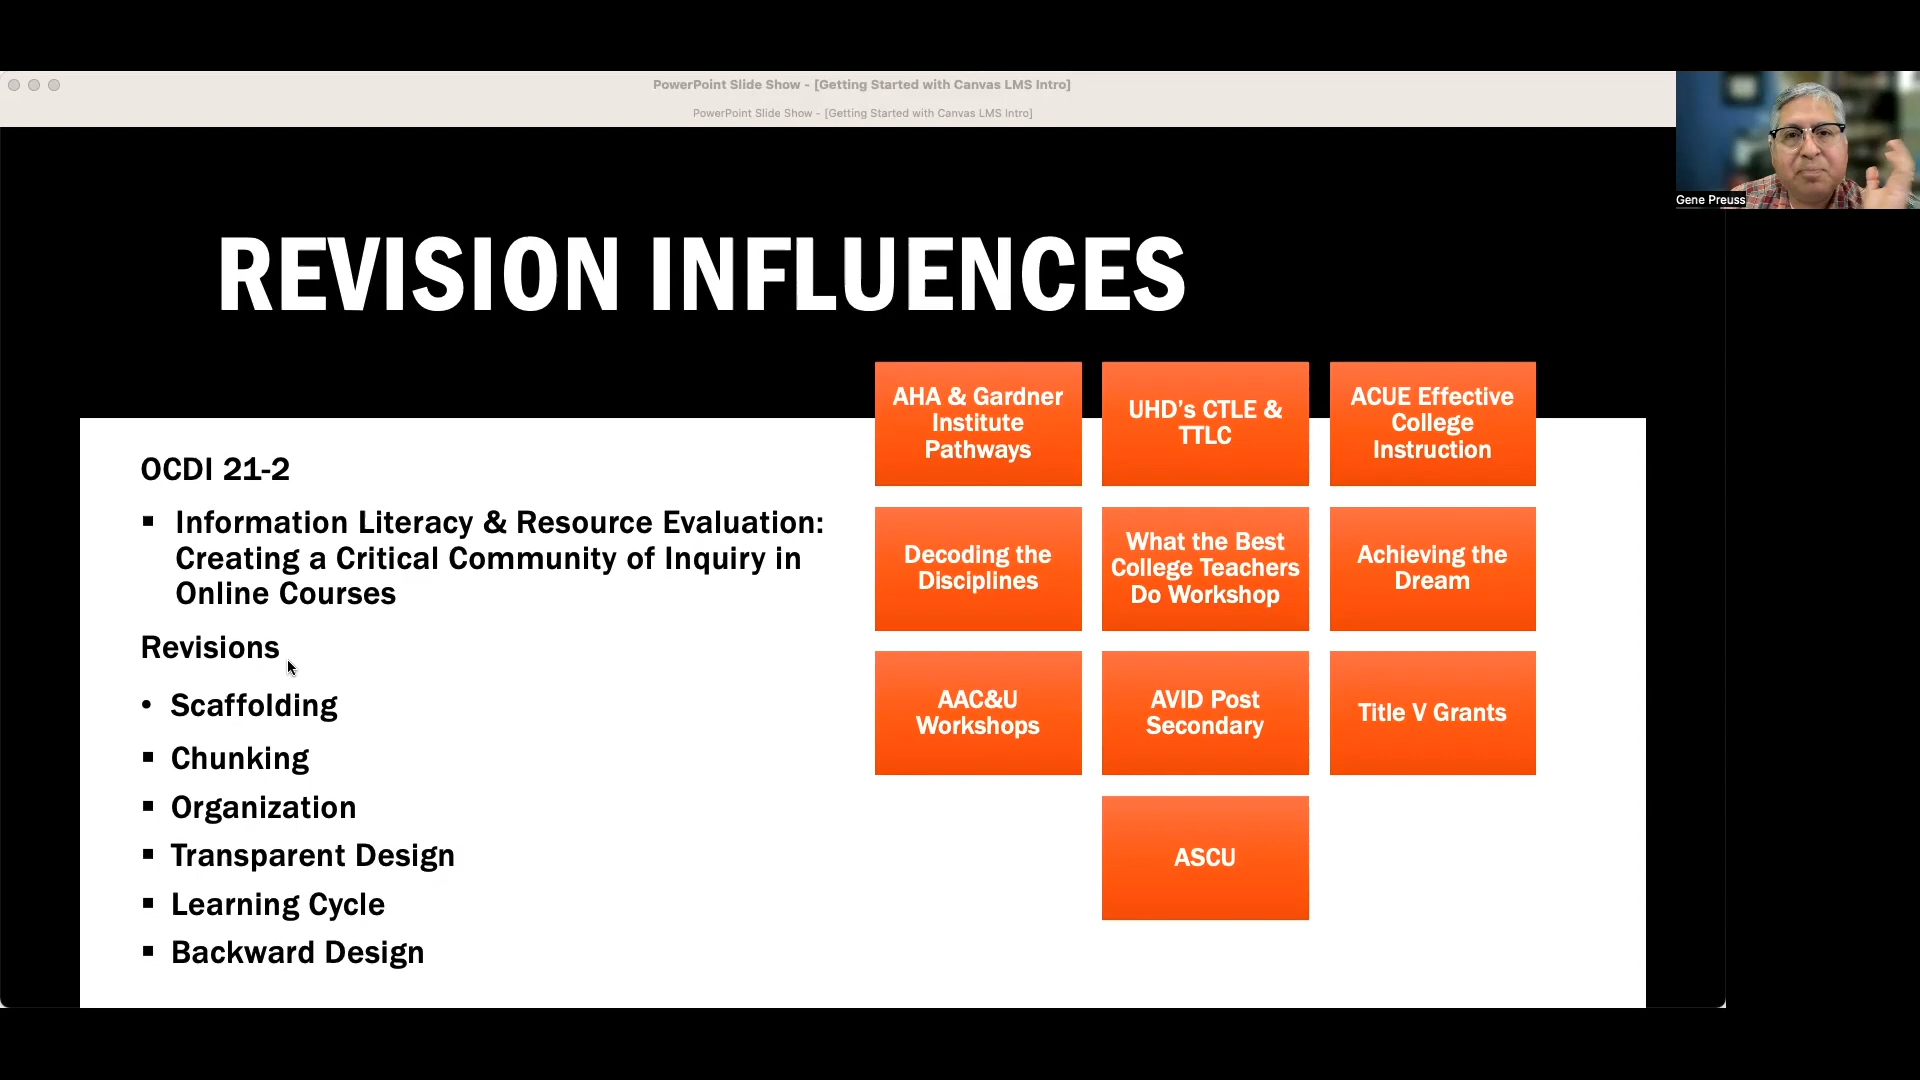 PowerPoint Slide Show - [Getting Started with Canvas LMS Intro]
PowerPoint Slide Show - [Getting Started with Canvas LMS Intro]
Gene Preuss
REVISION INFLUENCES
OCDI 21-2
▪ Information Literacy & Resource Evaluation:
Creating a Critical Community of Inquiry in
Online Courses
Revisions
• Scaffolding
▪ Chunking
▪ Organization
▪ Transparent Design
▪ Learning Cycle
▪ Backward Design
AHA & Gardner
Institute
Pathways
UHD’s CTLE &
TTLC
ACUE Effective
College
Instruction
Decoding the
Disciplines
What the Best
College Teachers
Do Workshop
Achieving the
Dream
AAC&U
Workshops
AVID Post
Secondary
Title V Grants
ASCU